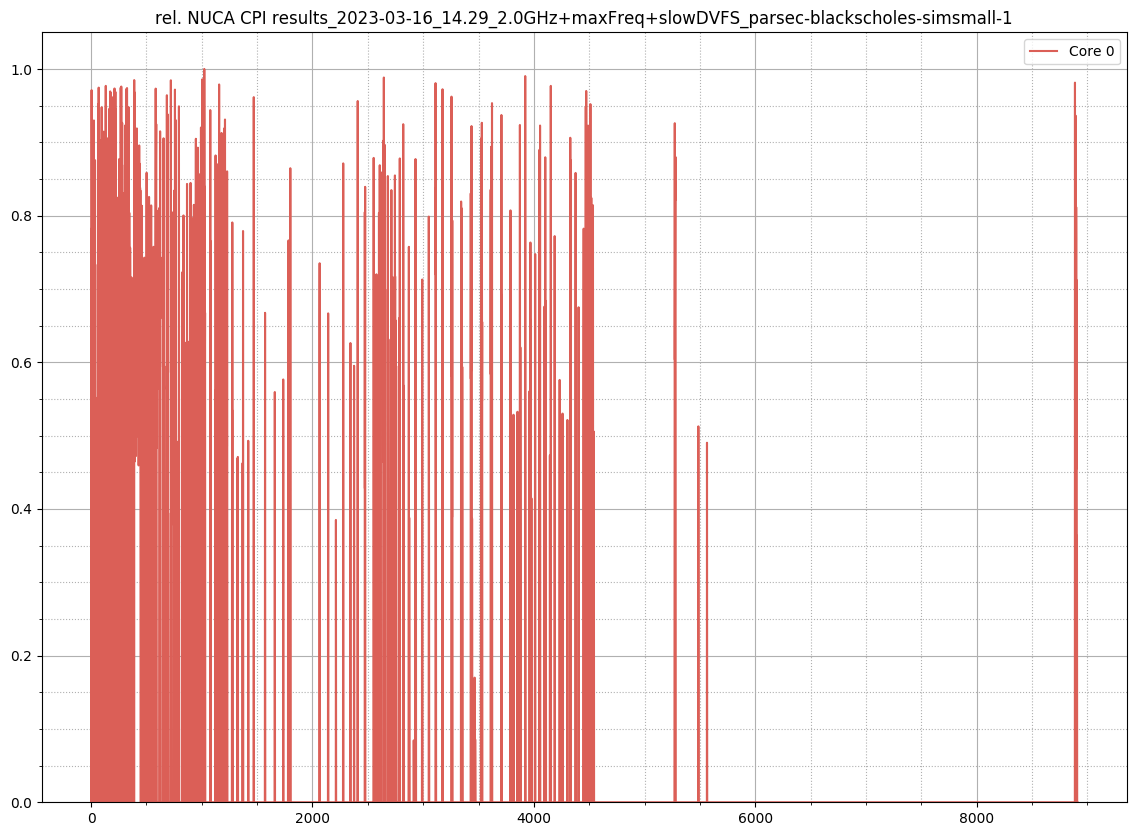 rel. NUCA CPI results_2023-03-16_14.29_2.0GHz+maxFreq+slowDVFS_parsec-blackscholes-simsmall-1
Core 0
1.0
0.8
0.6
0.4
0.2
0.0
0 2000 4000 6000 8000